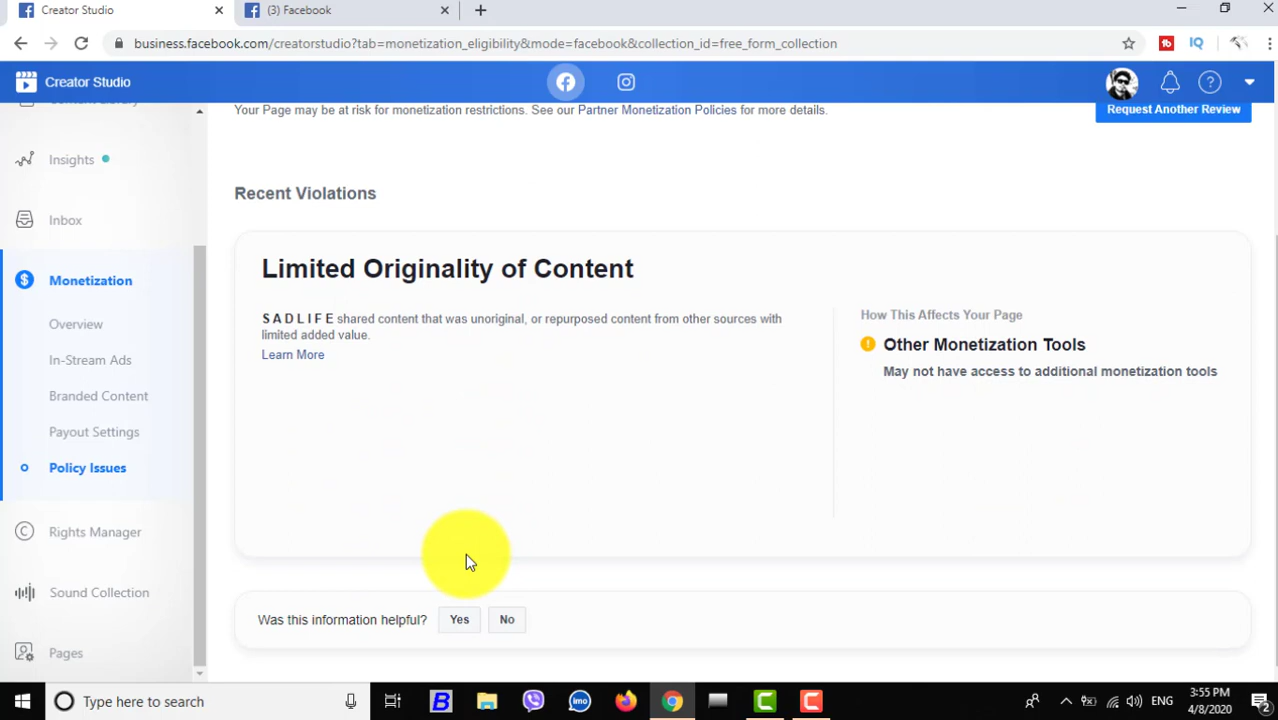 Creator Studio
(3) Facebook
business.facebook.com/creatorstudio?tab=monetization_eligibility&mode=facebook&collection_id=free_form_collection
Creator Studio
Content Library
Your Page may be at risk for monetization restrictions. See our Partner Monetization Policies for more details.
Request Another Review
Insights
Inbox
Monetization
Overview
In-Stream Ads
Branded Content
Payout Settings
Policy Issues
Rights Manager
Sound Collection
Pages
Recent Violations
Limited Originality of Content
S A D L I F E shared content that was unoriginal, or repurposed content from other sources with
limited added value.
Learn More
How This Affects Your Page
Other Monetization Tools
May not have access to additional monetization tools
Was this information helpful? Yes No
Type here to search
imo
ENG
3:55 PM
4/8/2020
2